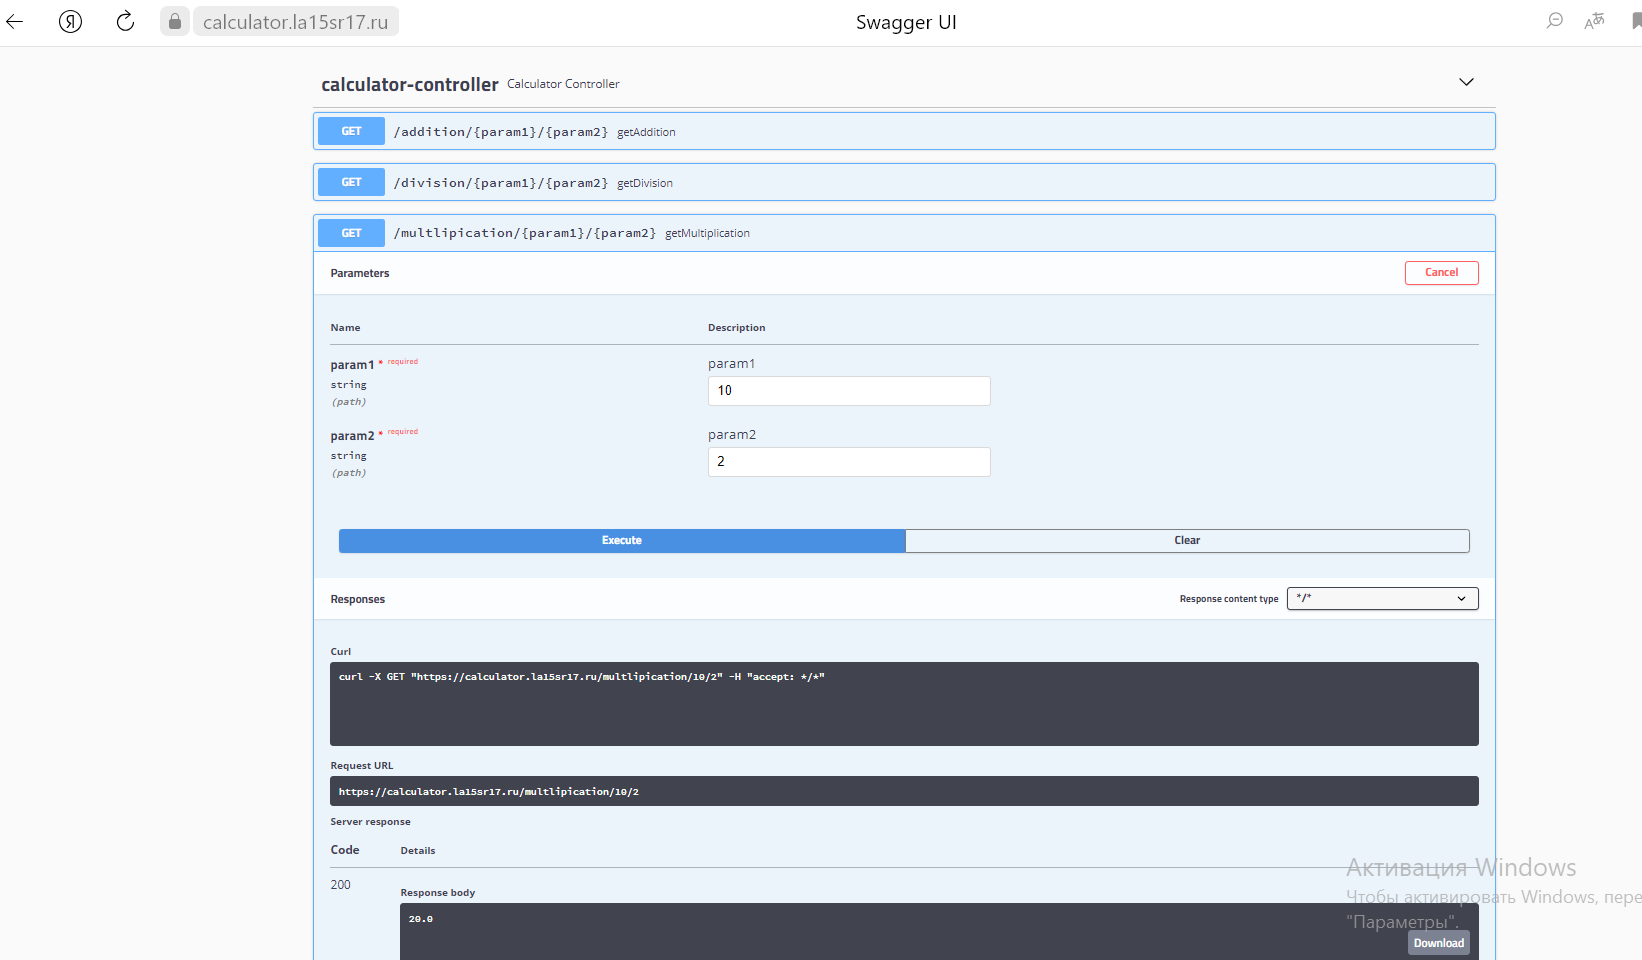 calculator.la15sr17.ru Swagger UI
calculator-controller Calculator Controller
GET /addition/{param1}/{param2} getAddition
GET /division/{param1}/{param2} getDivision
GET /multlipication/{param1}/{param2} getMultiplication
Parameters Cancel
Name Description
param1 * required param1
string 10
(path)
param2 * required param2
string 2
(path)
Execute Clear
Responses Response content type */*
Curl
curl -X GET "https://calculator.la15sr17.ru/multlipication/10/2" -H "accept: */*"
Request URL
https://calculator.la15sr17.ru/multlipication/10/2
Server response
Code Details
200
Response body
20.0
Download
Активация Windows
Чтобы активировать Windows, пере
"Параметры".